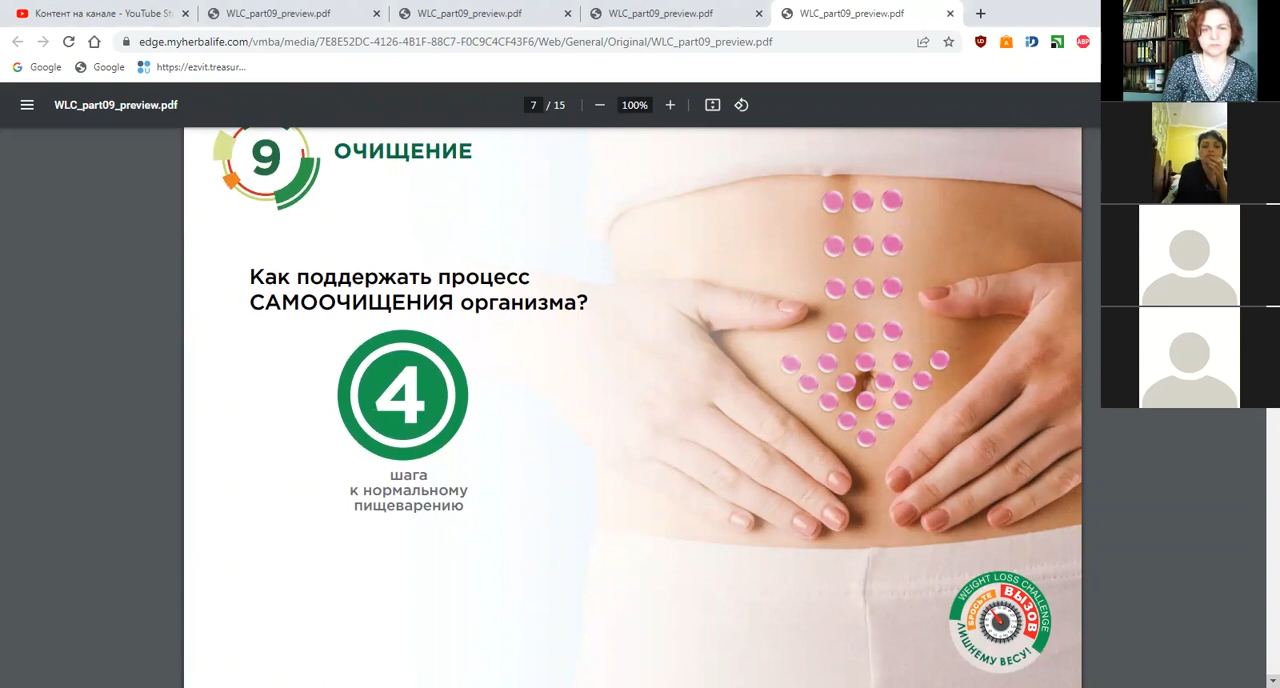 Контент на канале - YouTube St
WLC_part09_preview.pdf
WLC_part09_preview.pdf
WLC_part09_preview.pdf
WLC_part09_preview.pdf
edge.myherbalife.com/vmba/media/7E8E52DC-4126-4B1F-88C7-F0C9C4CF43F6/Web/General/Original/WLC_part09_preview.pdf
ABP
Google
Google
https://ezvit.treasur...
WLC_part09_preview.pdf
7 / 15
100%
9
ОЧИЩЕНИЕ
Как поддержать процесс
САМООЧИЩЕНИЯ организма?
4
шага
к нормальному
пищеварению
WEIGHT LOSS CHALLENGE
БРОСЬТЕ
ВЫЗОВ
ЛИШНЕМУ ВЕСУ!